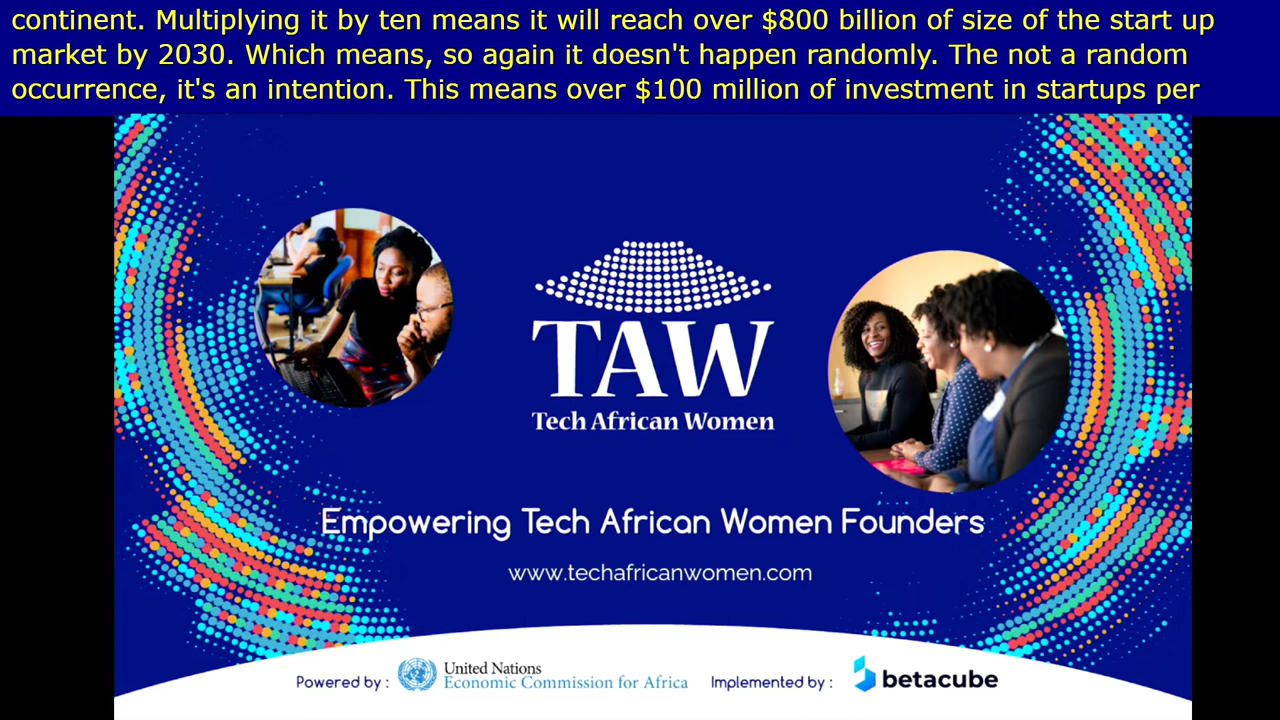 continent. Multiplying it by ten means it will reach over $800 billion of size of the start up
market by 2030. Which means, so again it doesn't happen randomly. The not a random
occurrence, it's an intention. This means over $100 million of investment in startups per
TAW
Tech African Women
Empowering Tech African Women Founders
www.techafricanwomen.com
Powered by :
United Nations
Economic Commission for Africa
Implemented by :
betacube